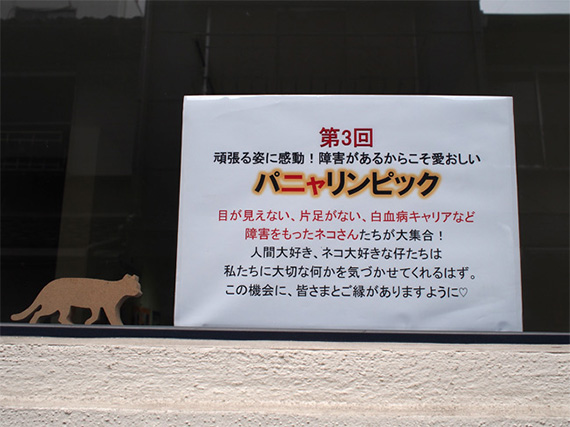 第3回
頑張る姿に感動！障害があるからこそ愛おしい
パニャリンピック
目が見えない、片足がない、白血病キャリアなど
障害をもったネコさんたちが大集合！
人間大好き、ネコ大好きな仔たちは
私たちに大切な何かを気づかせてくれるはず。
この機会に、皆さまとご縁がありますように♡